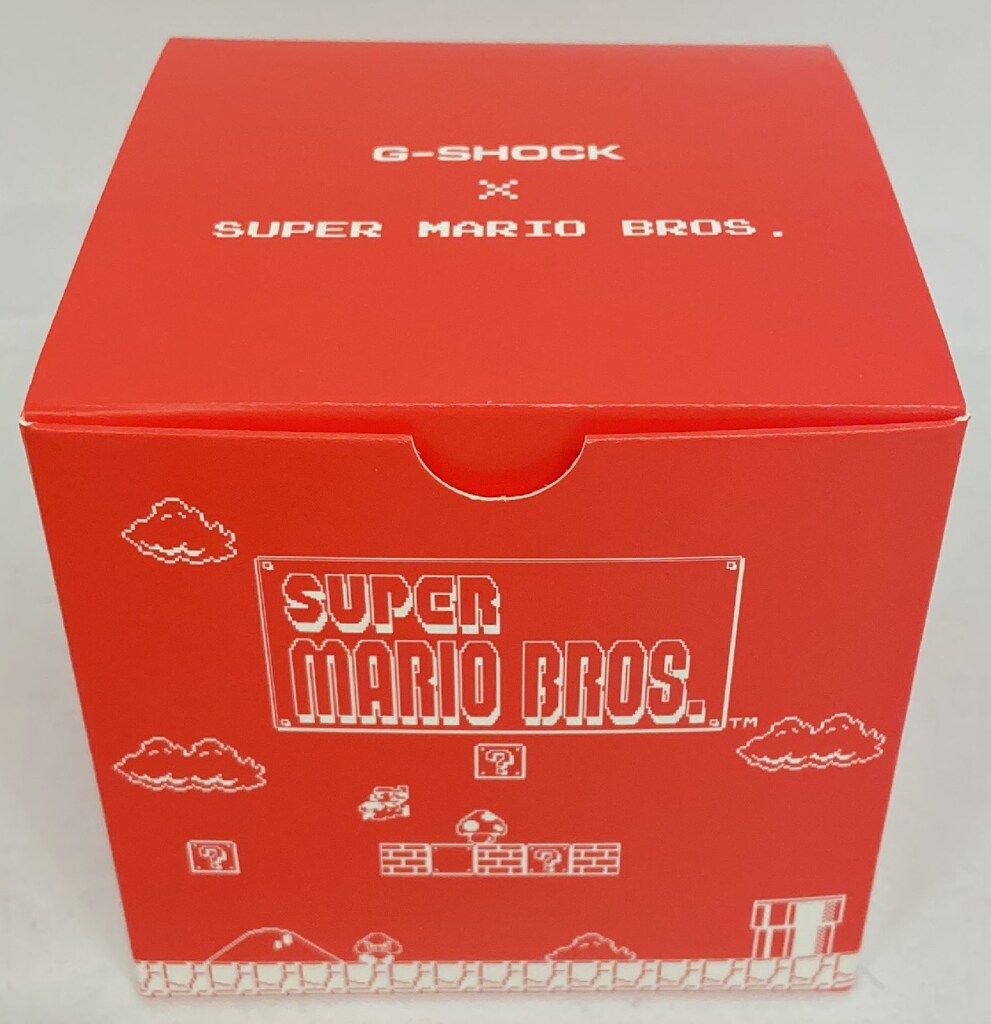 G-SHOCK
×
SUPER MARIO BROS.
SUPER
MARIO BROS.
TM
?
?
?